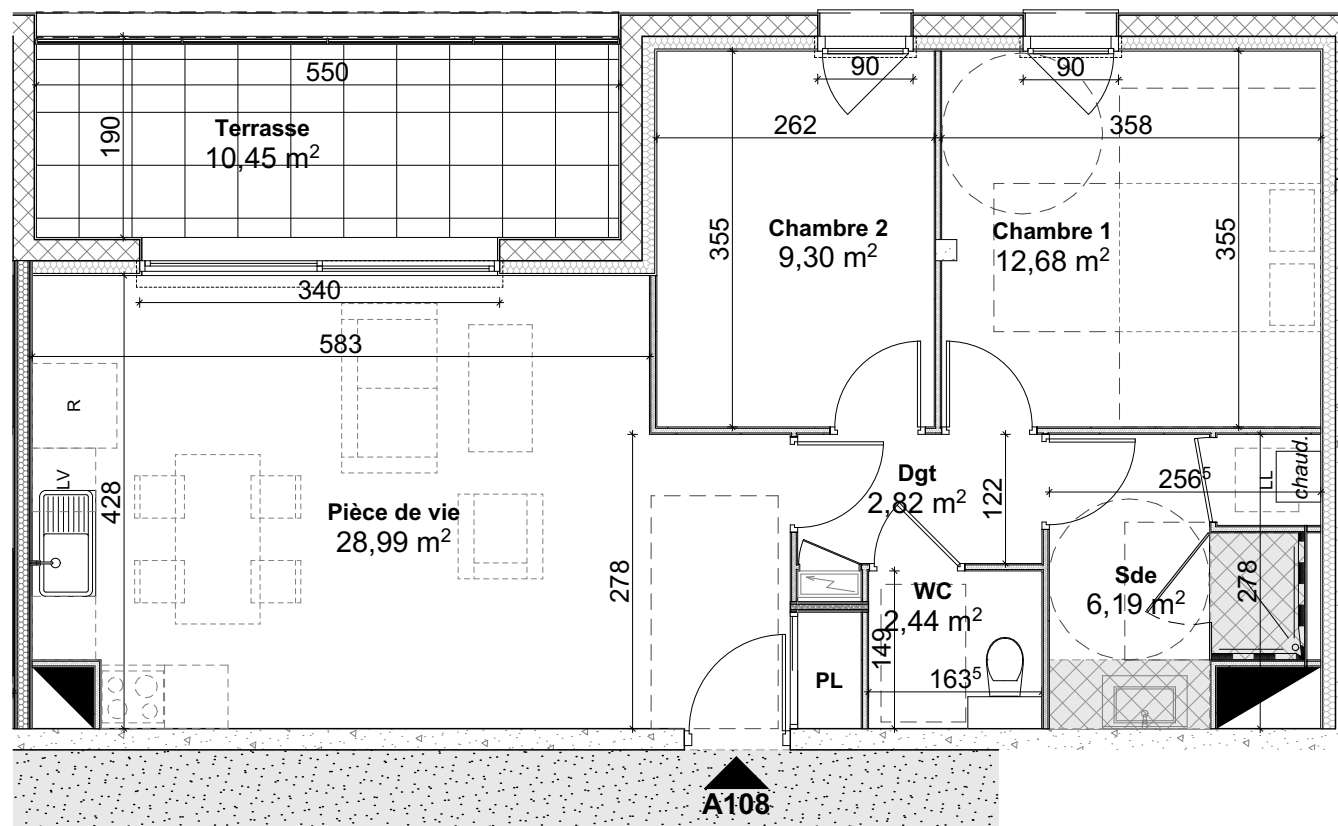 550
190
Terrasse
10,45 m²
90
90
262
358
355
Chambre 2
9,30 m²
Chambre 1
12,68 m²
355
340
583
R
LV
428
Pièce de vie
28,99 m²
278
Dgt
2,82 m²
122
256⁵
LL
chaud.
WC
2,44 m²
149
163⁵
PL
Sde
6,19 m²
278
A108